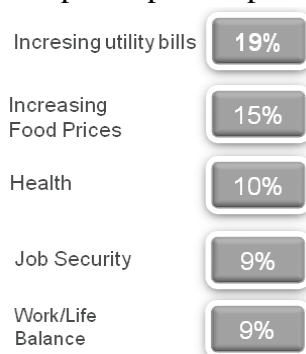 Incresing utility bills 19%
Increasing
Food Prices 15%
Health 10%
Job Security 9%
Work/Life
Balance 9%